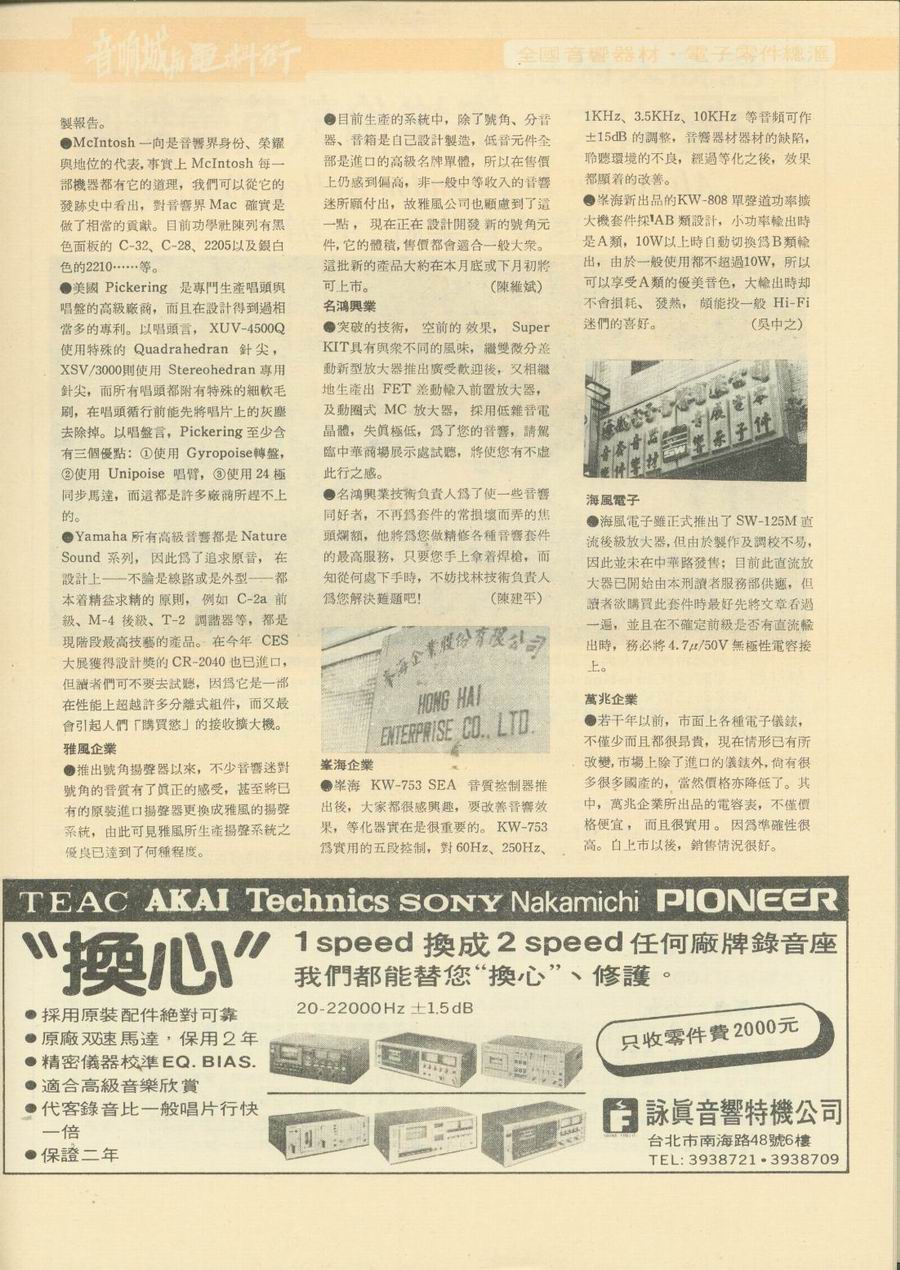 音响城与電料街
全國音響器材·電子零件總滙
製報告。
●McIntosh 一向是音響界身份、榮耀
與地位的代表,事實上 McIntosh 每一
部機器都有它的道理，我們可以從它的
發跡史中看出，對音響界 Mac 確實是
做了相當的貢獻。目前功學社陳列有黑
色面板的 C-32、C-28、2205以及銀白
色的2210……等。
●美國 Pickering 是專門生產唱頭與
唱盤的高級廠商，而且在設計得到過相
當多的專利。以唱頭言， XUV-4500Q
使用特殊的 Quadrahedran 針尖，
XSV/3000則使用 Stereohedran 專用
針尖，而所有唱頭都附有特殊的細軟毛
刷，在唱頭循行前能先將唱片上的灰塵
去除掉。以唱盤言，Pickering 至少含
有三個優點：①使用 Gyropoise轉盤，
②使用 Unipoise 唱臂，③使用24 極
同步馬達，而這都是許多廠商所趕不上
的。
●Yamaha 所有高級音響都是 Nature
Sound 系列， 因此爲了追求原音， 在
設計上——不論是線路或是外型——都
本着精益求精的 原則， 例如 C-2a 前
級、M-4 後級、T-2 調諧器等，都是
現階段最高技藝的產品。 在今年 CES
大展獲得設計獎的 CR-2040 也已進口，
但讀者們可不要去試聽，因爲它是一部
在性能上超越許多分離式組件，而又最
會引起人們「購買慾」的接收擴大機。
雅風企業
●推出號角揚聲器以來，不少音響迷對
號角的音質有了眞正的感受，甚至將已
有的原裝進口揚聲器更換成雅風的揚聲
系統，由此可見雅風所生產揚聲系統之
優良已達到了何種程度。
●目前生產的系統中，除了號角、分音
器、音箱是自己設計製造，低音元件全
部是進口的高級名牌單體，所以在售價
上仍感到偏高，非一般中等收入的音響
迷所願付出，故雅風公司也顧慮到了這
一點， 現在正在 設計開發 新的號角元
件,它的體積,售價都會適合一般大衆。
這批新的產品大約在本月底或下月初將
可上市。 (陳維斌)
名鴻興業
●突破的技術， 空前的 效果， Super
KIT具有與衆不同的風味，繼雙微分差
動新型放大器推出廣受歡迎後，又相繼
地生產出 FET 差動輸入前置放大器，
及動圈式 MC 放大器， 採用低雜音電
晶體，失眞極低，爲了您的音響，請駕
臨中華商場展示處試聽，將使您有不虛
此行之感。
●名鴻興業技術負責人爲了使一些音響
同好者，不再爲套件的常損壞而弄的焦
頭爛額，他將爲您做精修各種音響套件
的最高服務，只要您手上拿着焊槍，而
不知從何處下手時，不妨找林技術負責人
爲您解決難題吧! (陳建平)
峯海企業股份有限公司
HONG HAI
ENTERPRISE CO., LTD.
峯海企業
●峯海 KW-753 SEA 音質控制器推
出後，大家都很感興趣，要改善音響效
果，等化器實在是很重要的。 KW-753
爲實用的五段控制，對60Hz、250Hz、
1KHz、3.5KHz、10KHz 等音頻可作
±15dB 的調整，音響器材器材的缺陷，
聆聽環境的不良，經過等化之後，效果
都顯着的改善。
●峯海新出品的KW-808 單聲道功率擴
大機套件採AB 類設計，小功率輸出時
是A類，10W以上時自動切換爲B類輸
出，由於一般使用都不超過10W，所以
可以享受A類的優美音色，大輸出時却
不會損耗、 發熱， 頗能投一般 Hi-Fi
迷們的喜好。 (吳中之)
SW
海風電子
●海風電子雖正式推出了 SW-125M 直
流後級放大器,但由於製作及調校不易，
因此並未在中華路發售；目前此直流放
大器已開始由本刑讀者服務部供應，但
讀者欲購買此套件時最好先將文章看過
一遍，並且在不確定前級是否有直流輸
出時，務必將4.7μ/50V 無極性電容接
上。
萬兆企業
●若干年以前，市面上各種電子儀錶，
不僅少而且都很昂貴，現在情形已有所
改變,市場上除了進口的儀錶外,尙有很
多很多國產的，當然價格亦降低了。其
中，萬兆企業所出品的電容表，不僅價
格便宜，而且很實用。因爲準確性很
高。自上市以後，銷售情況很好。
TEAC AKAI Technics SONY Nakamichi PIONEER
“換心”
1 speed 換成 2 speed 任何廠牌錄音座
我們都能替您“換心”、修護。
20-22000Hz ±1.5dB
●採用原裝配件絶對可靠
●原廠双速馬達，保用２年
●精密儀器校準EQ. BIAS.
●適合高級音樂欣賞
●代客錄音比一般唱片行快
一倍
●保證二年
只收零件費2000元
詠眞音響特機公司
台北市南海路48號6樓
TEL: 3938721•3938709